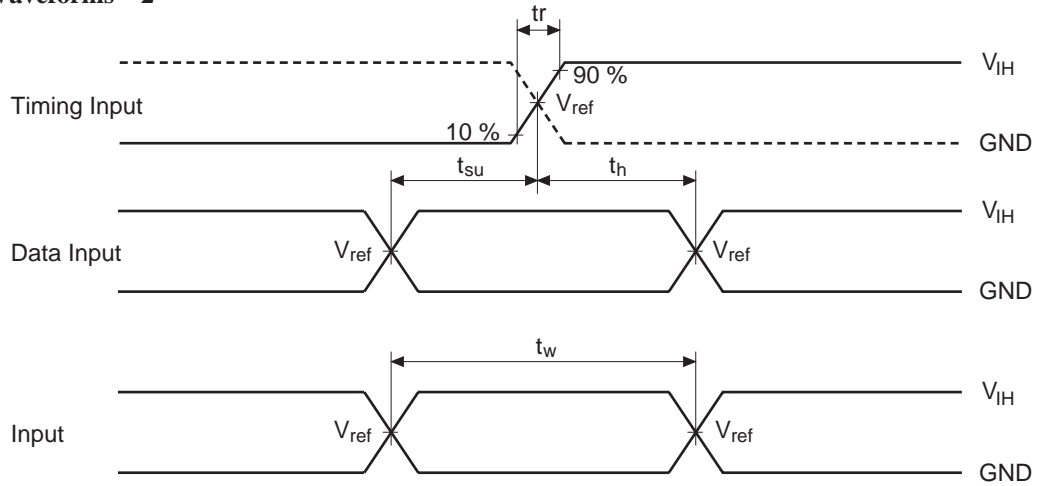 Waveforms – 2
tr
V_IH
90 %
Timing Input
V_ref
10 %
GND
t_su
t_h
V_IH
Data Input
V_ref
V_ref
GND
t_w
V_IH
Input
V_ref
V_ref
GND